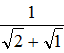 1
√2 + √1